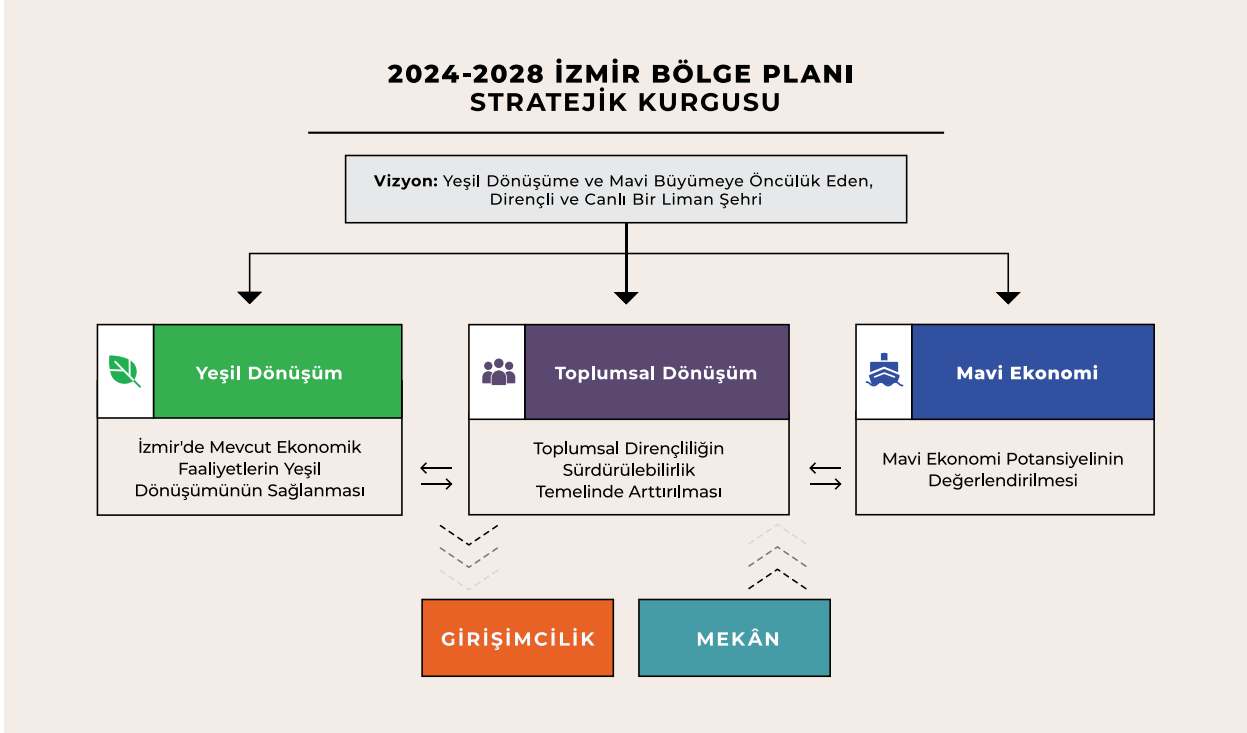 2024-2028 İZMİR BÖLGE PLANI
STRATEJİK KURGUSU
Vizyon: Yeşil Dönüşüme ve Mavi Büyümeye Öncülük Eden,
Dirençli ve Canlı Bir Liman Şehri
Yeşil Dönüşüm
İzmir'de Mevcut Ekonomik
Faaliyetlerin Yeşil
Dönüşümünün Sağlanması
Toplumsal Dönüşüm
Toplumsal Dirençliliğin
Sürdürülebilirlik
Temelinde Arttırılması
Mavi Ekonomi
Mavi Ekonomi Potansiyelinin
Değerlendirilmesi
GİRİŞİMCİLİK
MEKÂN